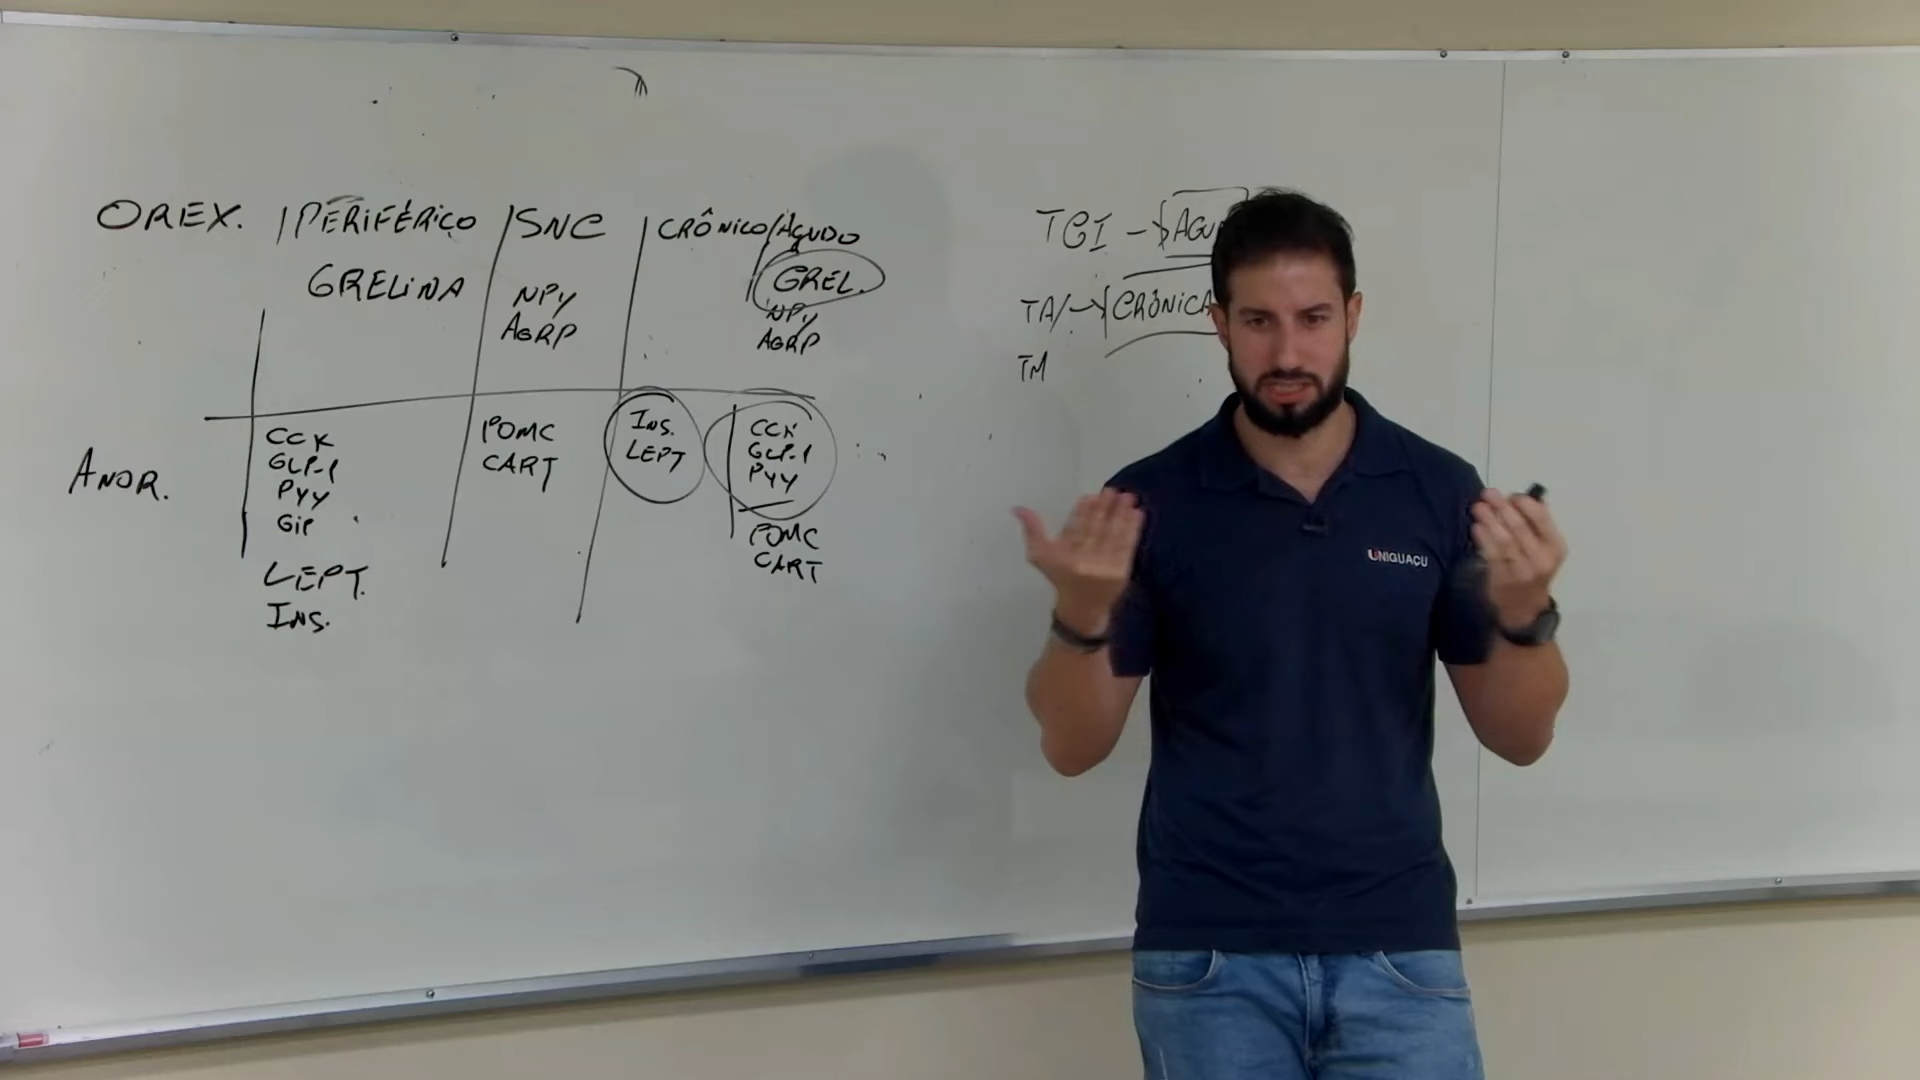 OREX. | PERIFÉRICO | SNC | CRÔNICO/AGUDO
GRELINA
NPY
AGRP
GREL.
NPY
AGRP
ANOR.
CCK
GLP-1
PYY
GIP
LEPT.
INS.
POMC
CART
INS.
LEPT
CCK
GLP-1
PYY
POMC
CART
TGI → AGU
TA/ → CRÔNICA
TM
UNIGUAÇU